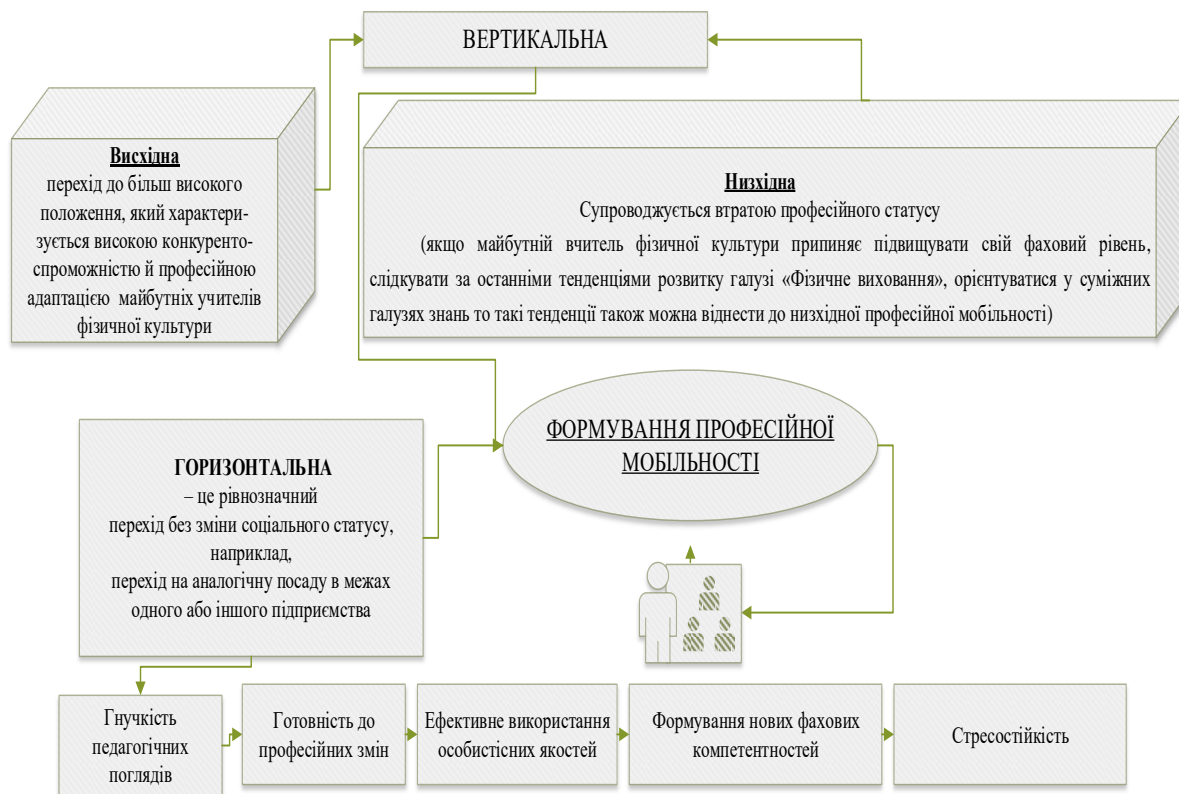 ВЕРТИКАЛЬНА
Висхідна
перехід до більш високого
положення, який характери-
зується високою конкуренто-
спроможністю й професійною
адаптацією майбутніх учителів
фізичної культури
Низхідна
Супроводжується втратою професійного статусу
(якщо майбутній вчитель фізичної культури припиняє підвищувати свій фаховий рівень,
слідкувати за останніми тенденціями розвитку галузі «Фізичне виховання», орієнтуватися у суміжних
галузях знань то такі тенденції також можна віднести до низхідної професійної мобільності)
ФОРМУВАННЯ ПРОФЕСІЙНОЇ
МОБІЛЬНОСТІ
ГОРИЗОНТАЛЬНА
– це рівнозначний
перехід без зміни соціального статусу,
наприклад,
перехід на аналогічну посаду в межах
одного або іншого підприємства
Гнучкість
педагогічних
поглядів
Готовність до
професійних змін
Ефективне використання
особистісних якостей
Формування нових фахових
компетентностей
Стресостійкість